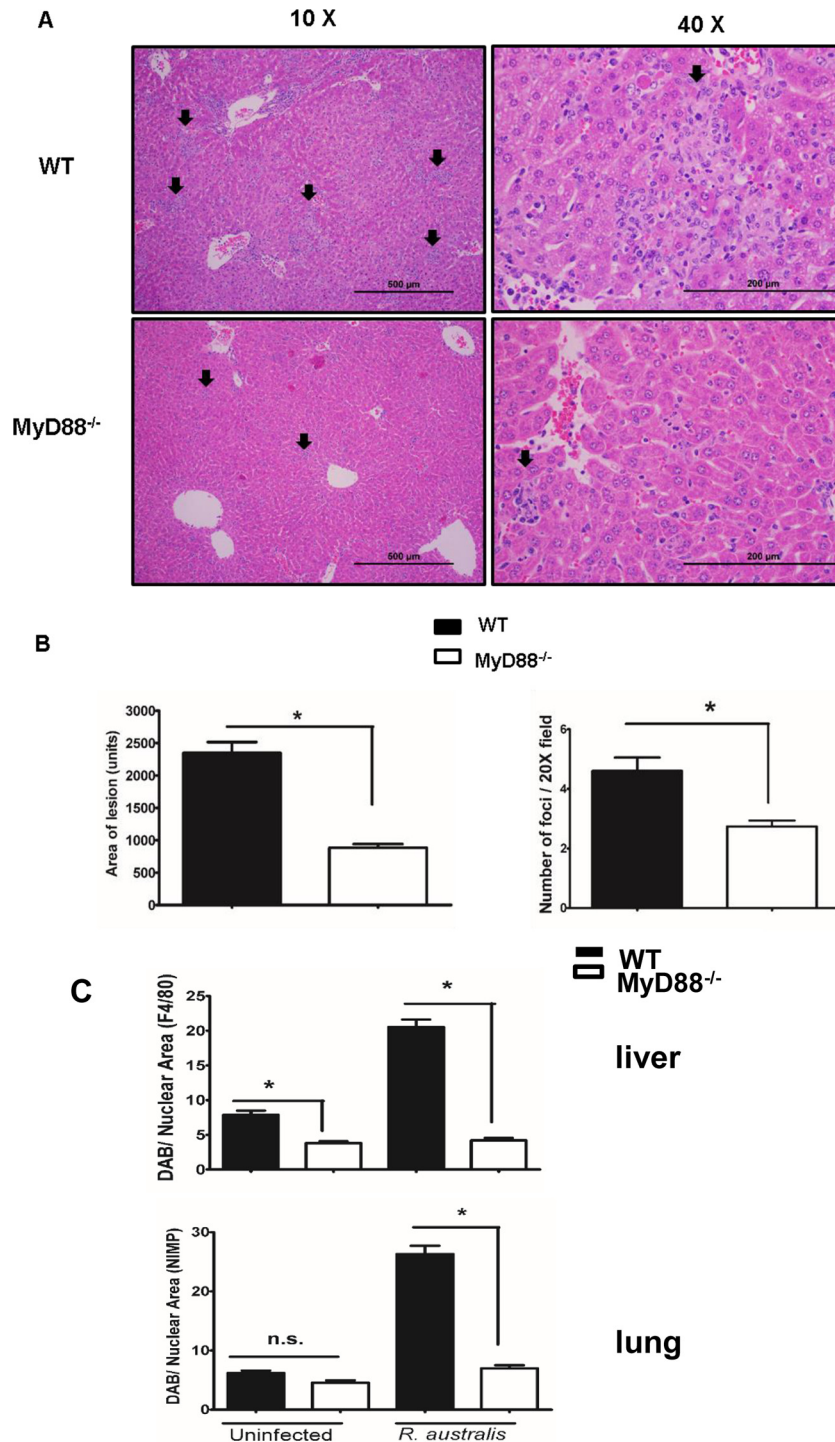 A
10 X
40 X
WT
500 µm
200 µm
MyD88-/-
500 µm
200 µm
B
WT
MyD88-/-
Area of lesion (units)
3000
2500
2000
1500
1000
500
0
*
Number of foci / 20X field
6
4
2
0
*
C
WT
MyD88-/-
DAB/ Nuclear Area (F4/80)
25
20
15
10
5
0
*
*
liver
DAB/ Nuclear Area (NIMP)
30
20
10
0
n.s.
*
lung
Uninfected
R. australis